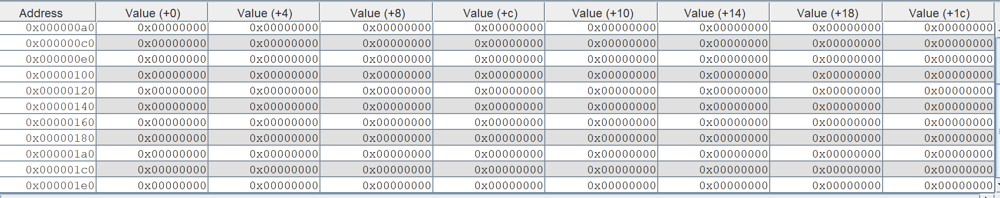 Address Value (+0) Value (+4) Value (+8) Value (+c) Value (+10) Value (+14) Value (+18) Value (+1c)
0x000000a0 0x00000000 0x00000000 0x00000000 0x00000000 0x00000000 0x00000000 0x00000000 0x00000000
0x000000c0 0x00000000 0x00000000 0x00000000 0x00000000 0x00000000 0x00000000 0x00000000 0x00000000
0x000000e0 0x00000000 0x00000000 0x00000000 0x00000000 0x00000000 0x00000000 0x00000000 0x00000000
0x00000100 0x00000000 0x00000000 0x00000000 0x00000000 0x00000000 0x00000000 0x00000000 0x00000000
0x00000120 0x00000000 0x00000000 0x00000000 0x00000000 0x00000000 0x00000000 0x00000000 0x00000000
0x00000140 0x00000000 0x00000000 0x00000000 0x00000000 0x00000000 0x00000000 0x00000000 0x00000000
0x00000160 0x00000000 0x00000000 0x00000000 0x00000000 0x00000000 0x00000000 0x00000000 0x00000000
0x00000180 0x00000000 0x00000000 0x00000000 0x00000000 0x00000000 0x00000000 0x00000000 0x00000000
0x000001a0 0x00000000 0x00000000 0x00000000 0x00000000 0x00000000 0x00000000 0x00000000 0x00000000
0x000001c0 0x00000000 0x00000000 0x00000000 0x00000000 0x00000000 0x00000000 0x00000000 0x00000000
0x000001e0 0x00000000 0x00000000 0x00000000 0x00000000 0x00000000 0x00000000 0x00000000 0x00000000